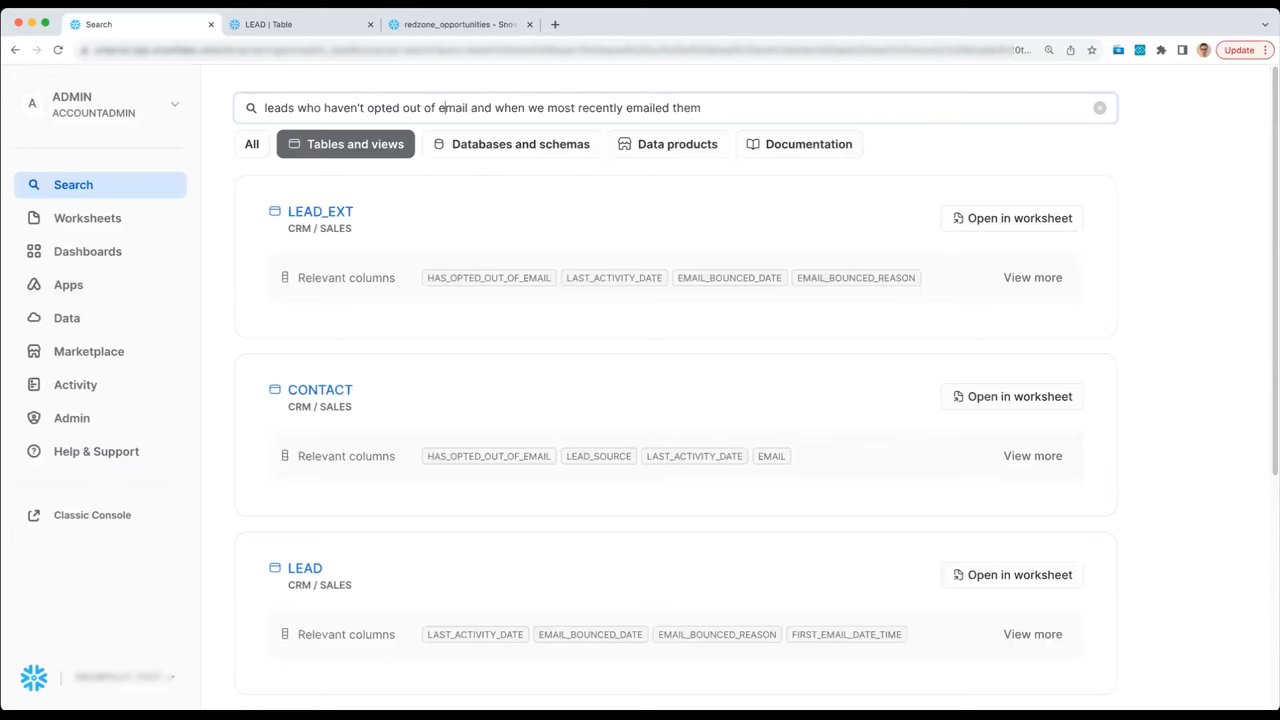 Search
LEAD | Table
redzone_opportunities - Snow
Update
A
ADMIN
ACCOUNTADMIN
Search
Worksheets
Dashboards
Apps
Data
Marketplace
Activity
Admin
Help & Support
Classic Console
leads who haven't opted out of email and when we most recently emailed them
All
Tables and views
Databases and schemas
Data products
Documentation
LEAD_EXT
CRM / SALES
Open in worksheet
Relevant columns HAS_OPTED_OUT_OF_EMAIL LAST_ACTIVITY_DATE EMAIL_BOUNCED_DATE EMAIL_BOUNCED_REASON View more
CONTACT
CRM / SALES
Open in worksheet
Relevant columns HAS_OPTED_OUT_OF_EMAIL LEAD_SOURCE LAST_ACTIVITY_DATE EMAIL View more
LEAD
CRM / SALES
Open in worksheet
Relevant columns LAST_ACTIVITY_DATE EMAIL_BOUNCED_DATE EMAIL_BOUNCED_REASON FIRST_EMAIL_DATE_TIME View more